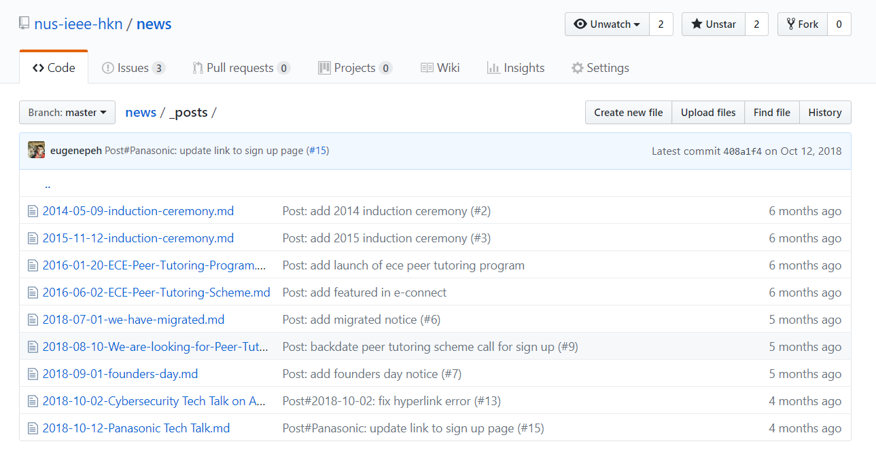 nus-ieee-hkn / news Unwatch 2 Unstar 2 Fork 0
Code Issues 3 Pull requests 0 Projects 0 Wiki Insights Settings
Branch: master news / _posts / Create new file Upload files Find file History
eugenepeh Post#Panasonic: update link to sign up page (#15) Latest commit 408a1f4 on Oct 12, 2018
..
2014-05-09-induction-ceremony.md Post: add 2014 induction ceremony (#2) 6 months ago
2015-11-12-induction-ceremony.md Post: add 2015 induction ceremony (#3) 6 months ago
2016-01-20-ECE-Peer-Tutoring-Program.... Post: add launch of ece peer tutoring program 6 months ago
2016-06-02-ECE-Peer-Tutoring-Scheme.md Post: add featured in e-connect 6 months ago
2018-07-01-we-have-migrated.md Post: add migrated notice (#6) 5 months ago
2018-08-10-We-are-looking-for-Peer-Tut... Post: backdate peer tutoring scheme call for sign up (#9) 5 months ago
2018-09-01-founders-day.md Post: add founders day notice (#7) 5 months ago
2018-10-02-Cybersecurity Tech Talk on A... Post#2018-10-02: fix hyperlink error (#13) 4 months ago
2018-10-12-Panasonic Tech Talk.md Post#Panasonic: update link to sign up page (#15) 4 months ago